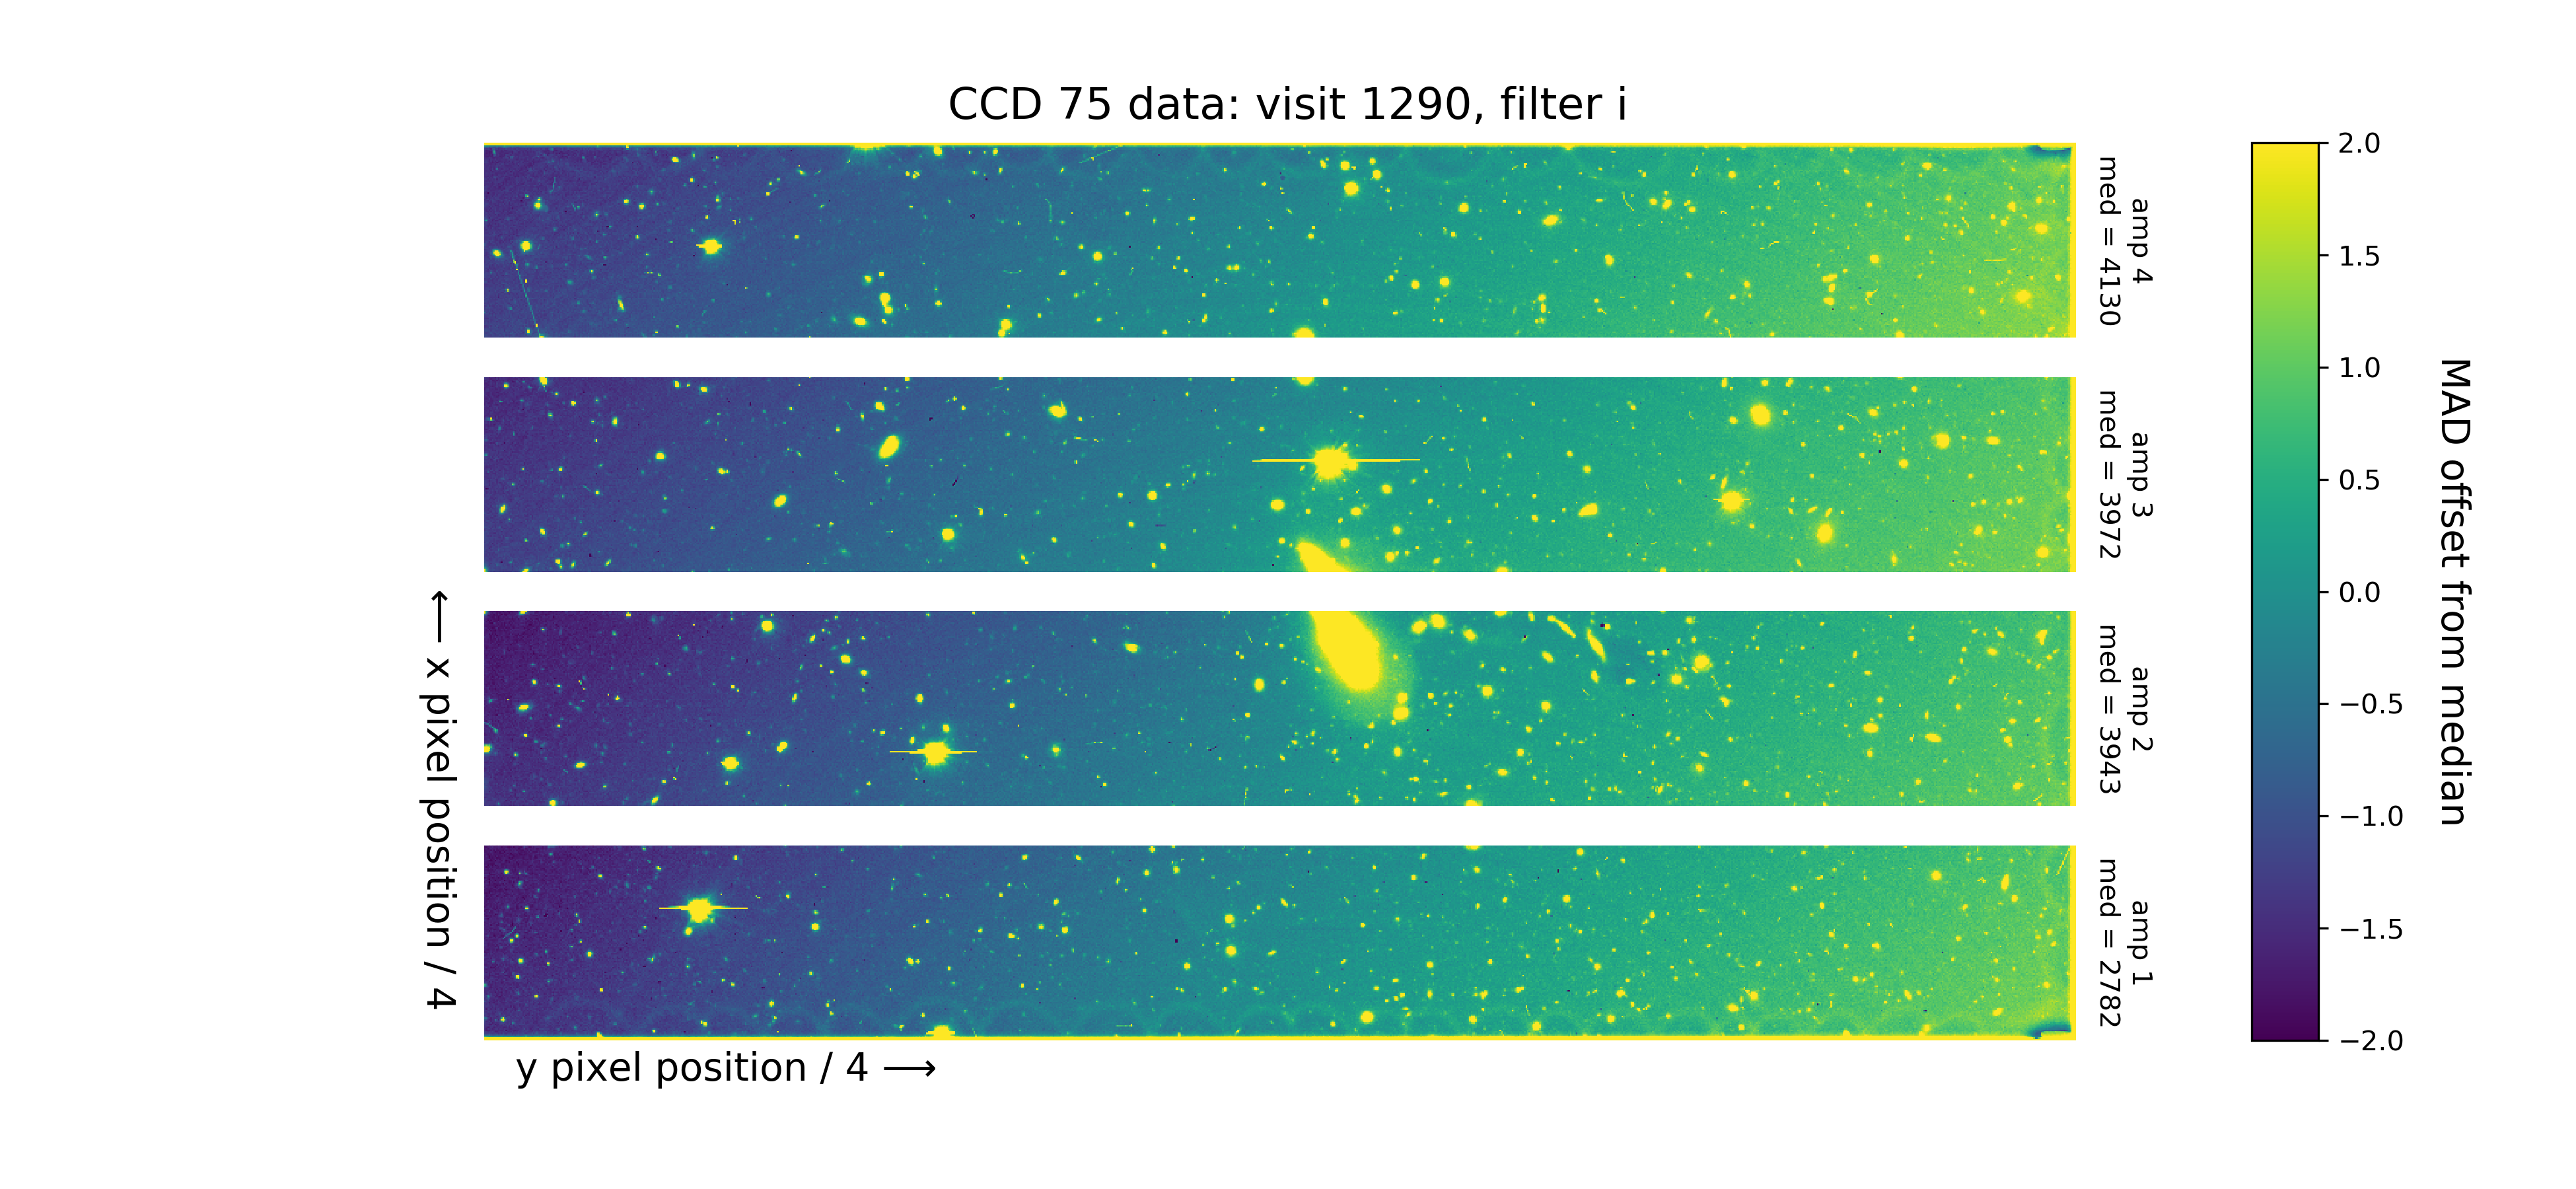 CCD 75 data: visit 1290, filter i
amp 4
med = 4130
amp 3
med = 3972
amp 2
med = 3943
amp 1
med = 2782
⟵ x pixel position / 4
y pixel position / 4 ⟶
2.0
1.5
1.0
0.5
0.0
−0.5
−1.0
−1.5
−2.0
MAD offset from median